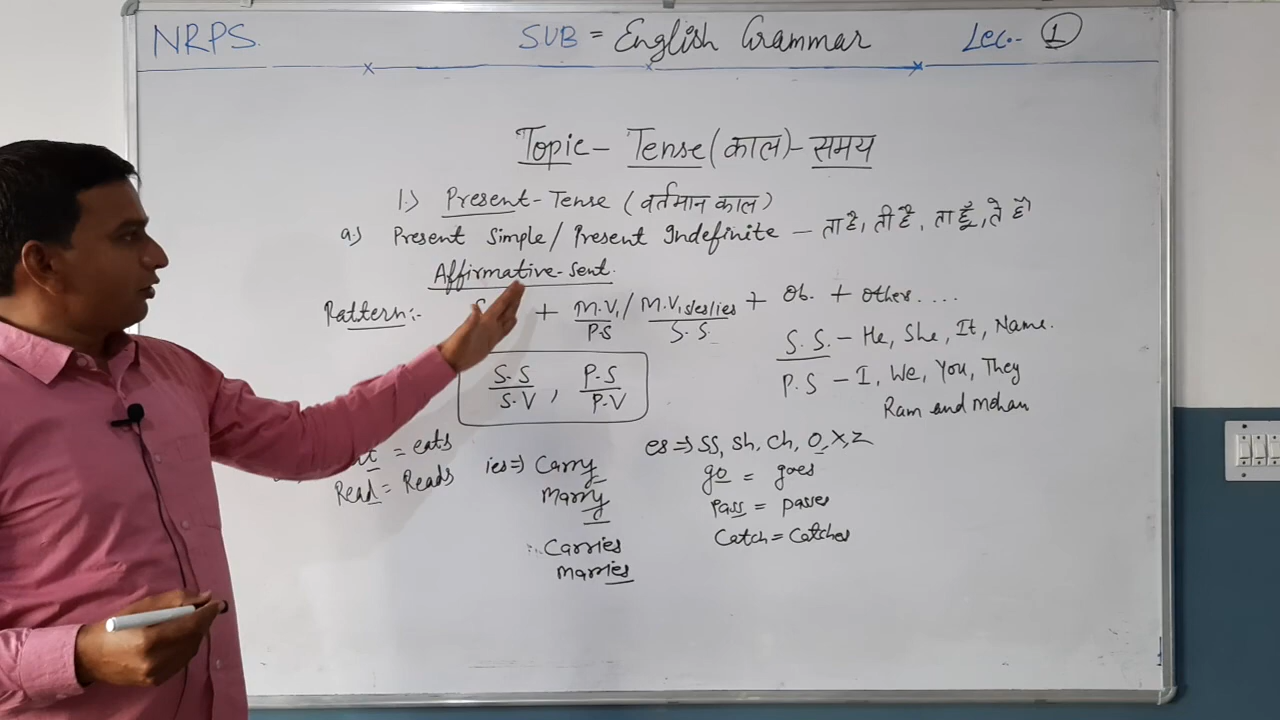 NRPS. SUB = English Grammar Lec.- 1
Topic - Tense (काल) - समय
1.) Present - Tense (वर्तमान काल)
a.) Present Simple / Present Indefinite - ता है, ती है, ता हूँ, ते हो
Affirmative - Sent.
Pattern:- S + M.V₁ / M.V₁s/es/ies + Ob. + others....
P.S S.S.
S.S. - He, She, It, Name.
S.S , P.S
S.V P.V
P.S - I, We, You, They
Ram and Mohan
= eats
Read = Reads
ies => Carry
Marry
∴ Carries
Marries
es => SS, Sh, Ch, O, X, Z
go = goes
Pass = passes
Catch = Catches